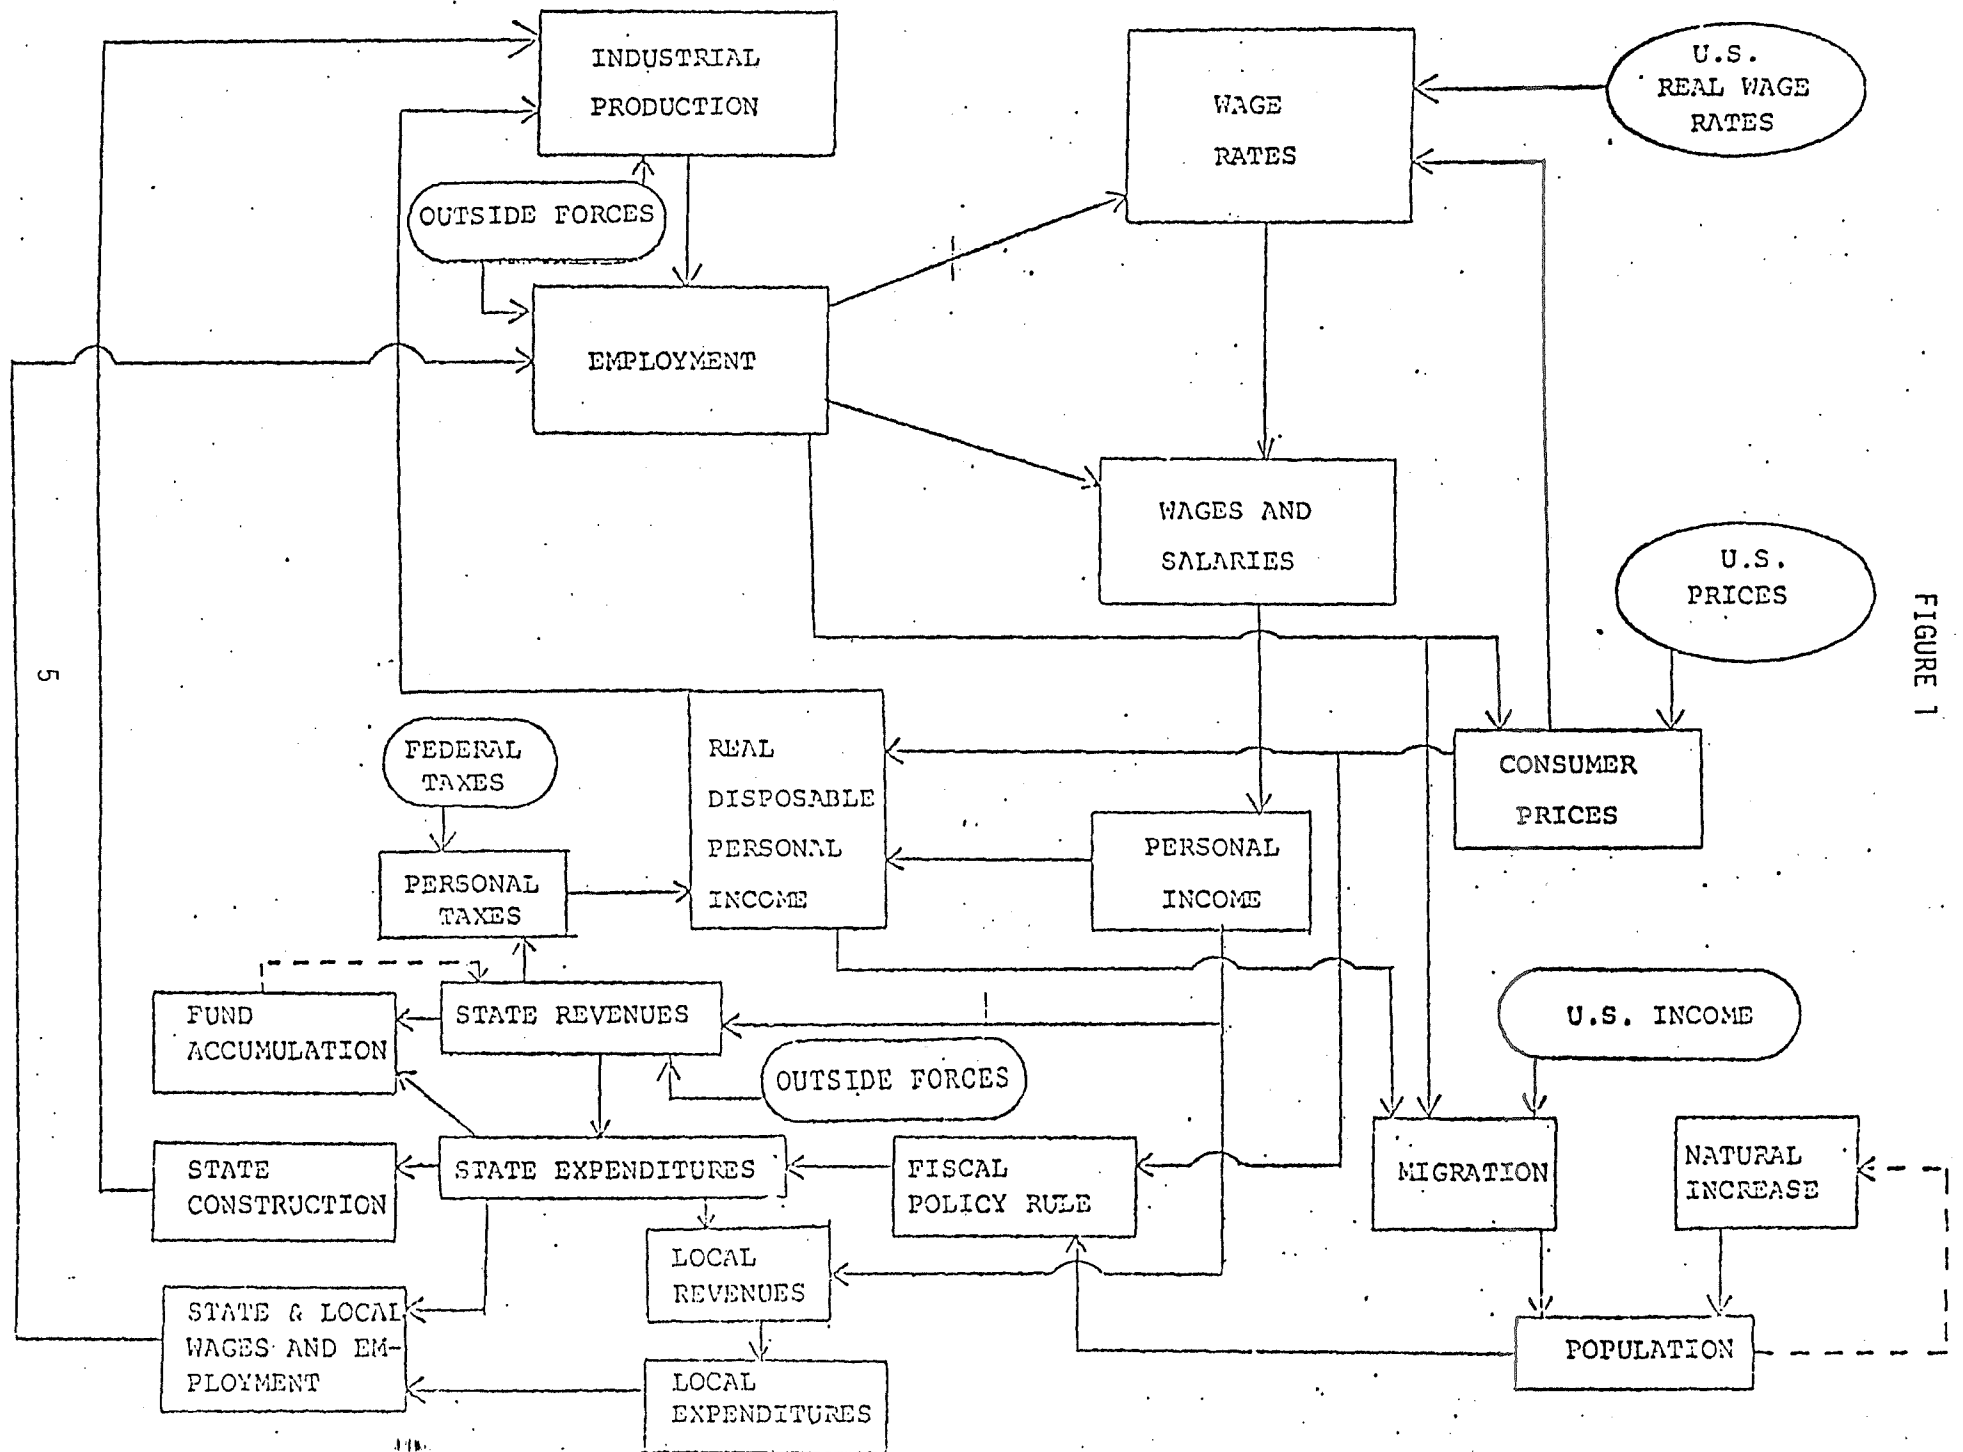 INDUSTRIAL
PRODUCTION
WAGE
RATES
U.S.
REAL WAGE
RATES
OUTSIDE FORCES
EMPLOYMENT
WAGES AND
SALARIES
U.S.
PRICES
FIGURE 1
5
FEDERAL
TAXES
REAL
DISPOSABLE
PERSONAL
INCOME
CONSUMER
PRICES
PERSONAL
TAXES
PERSONAL
INCOME
FUND
ACCUMULATION
STATE REVENUES
OUTSIDE FORCES
U.S. INCOME
STATE
CONSTRUCTION
STATE EXPENDITURES
FISCAL
POLICY RULE
MIGRATION
NATURAL
INCREASE
LOCAL
REVENUES
STATE & LOCAL
WAGES AND EM-
PLOYMENT
POPULATION
LOCAL
EXPENDITURES